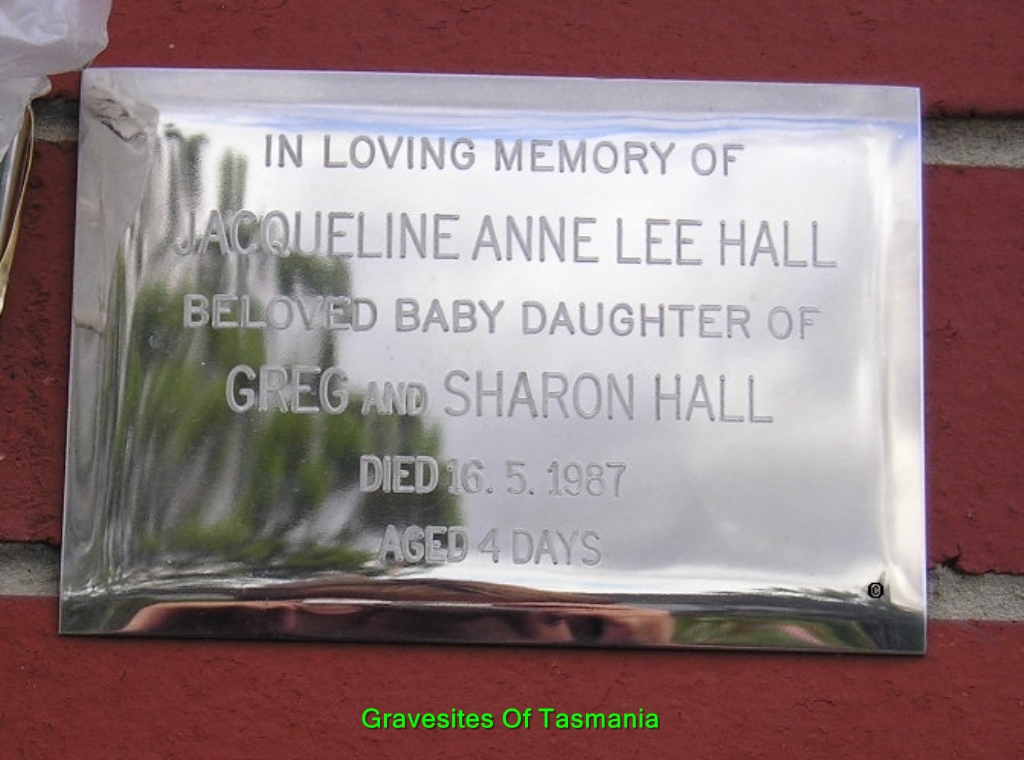 IN LOVING MEMORY OF
JACQUELINE ANNE LEE HALL
BELOVED BABY DAUGHTER OF
GREG AND SHARON HALL
DIED 16. 5. 1987
AGED 4 DAYS
©
Gravesites Of Tasmania